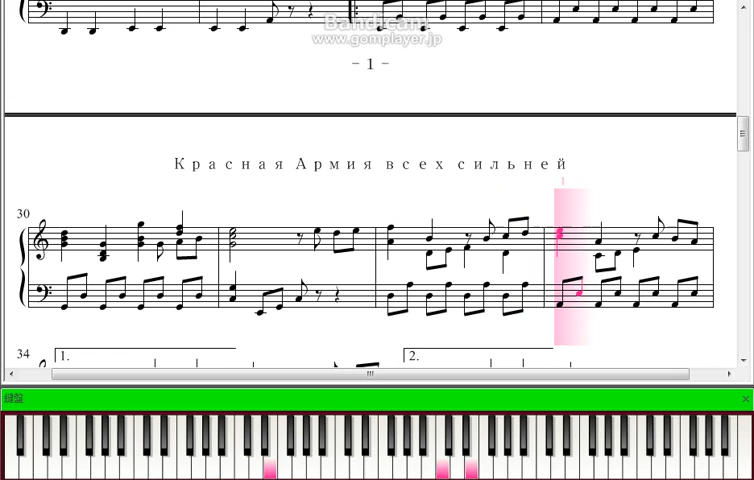 Bandicam
www.gomplayer.jp
- 1 -
Красная Армия всех сильней
1
30
34
1.
2.
鍵盤